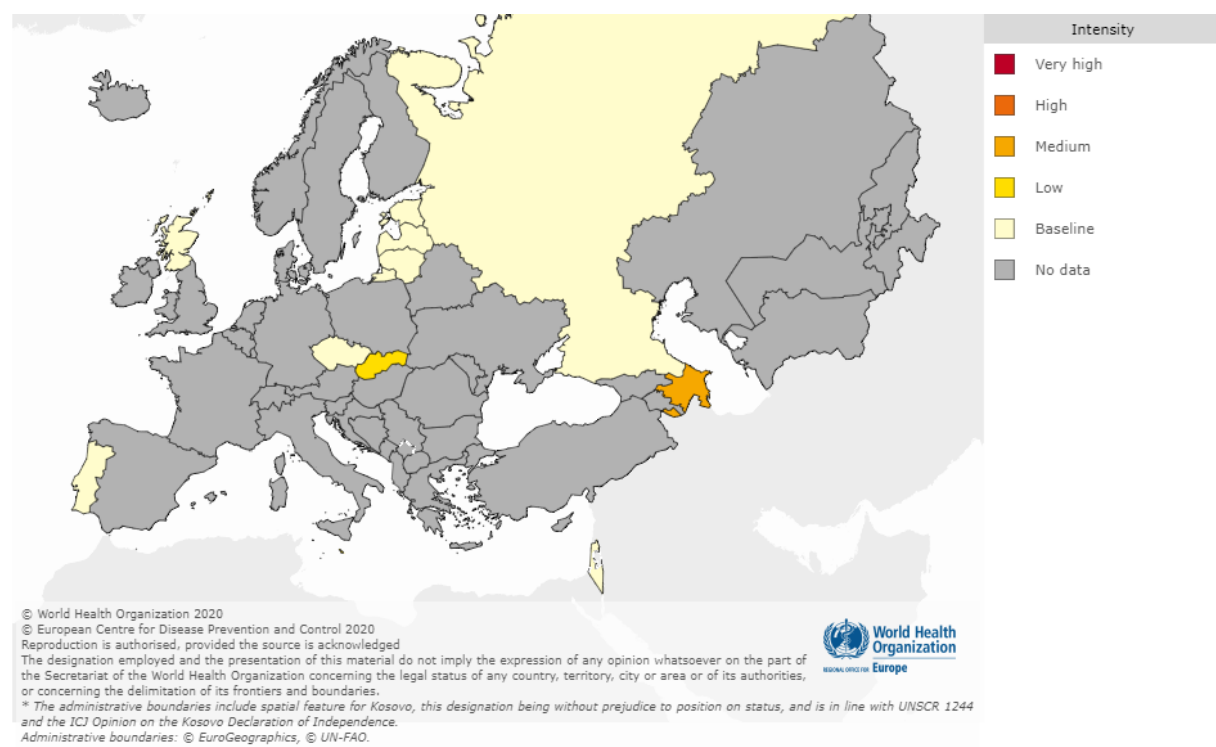 Intensity
Very high
High
Medium
Low
Baseline
No data
© World Health Organization 2020
© European Centre for Disease Prevention and Control 2020
Reproduction is authorised, provided the source is acknowledged
The designation employed and the presentation of this material do not imply the expression of any opinion whatsoever on the part of
the Secretariat of the World Health Organization concerning the legal status of any country, territory, city or area or of its authorities,
or concerning the delimitation of its frontiers and boundaries.
* The administrative boundaries include spatial feature for Kosovo, this designation being without prejudice to position on status, and is in line with UNSCR 1244
and the ICJ Opinion on the Kosovo Declaration of Independence.
Administrative boundaries: © EuroGeographics, © UN-FAO.
World Health
Organization
REGIONAL OFFICE FOR Europe